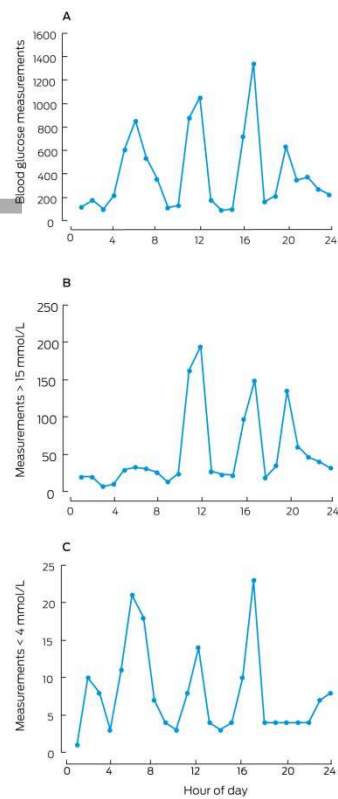 A
Blood glucose measurements
1600
1400
1200
1000
800
600
400
200
0
0 4 8 12 16 20 24
B
Measurements > 15 mmol/L
250
200
150
100
50
0
0 4 8 12 16 20 24
C
Measurements < 4 mmol/L
25
20
15
10
5
0
0 4 8 12 16 20 24
Hour of day